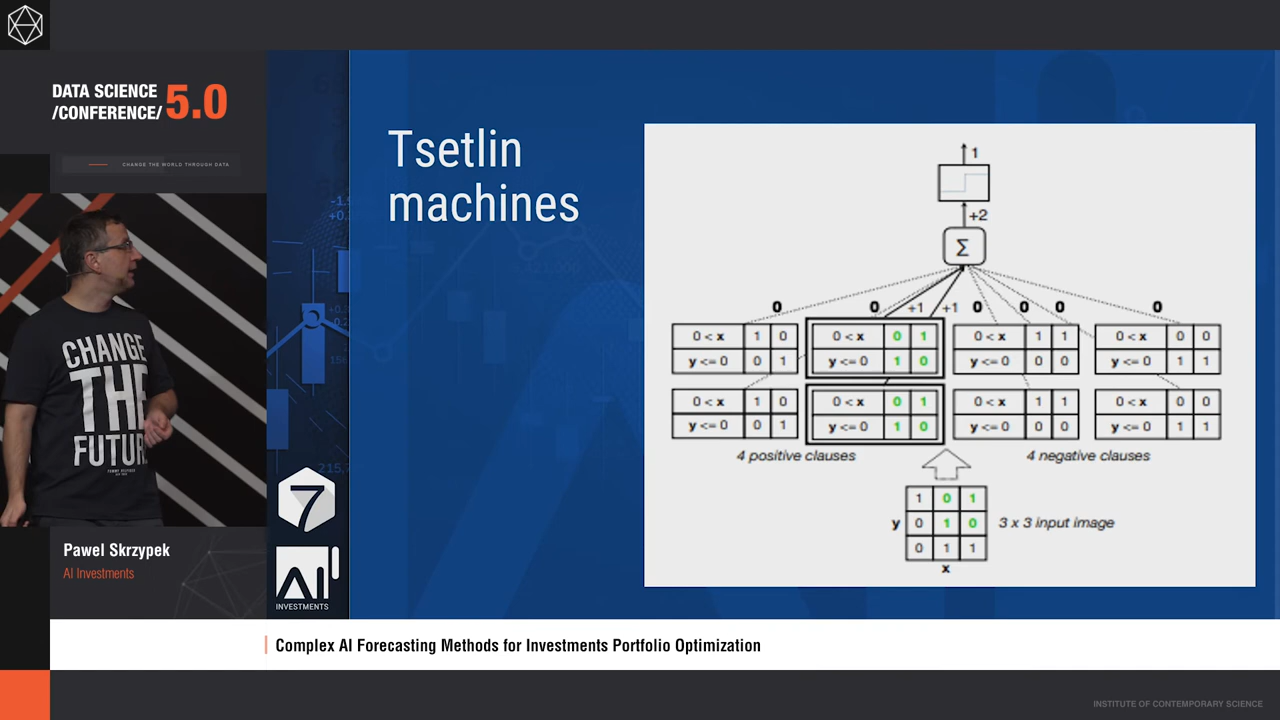 DATA SCIENCE
/CONFERENCE/ 5.0
CHANGE THE WORLD THROUGH DATA
CHANGE
THE
FUTURE
Pawel Skrzypek
AI Investments
7
AI
INVESTMENTS
Tsetlin
machines
1
+2
Σ
0 0 +1 +1 0 0 0 0
0 < x 1 0 0 < x 0 1 0 < x 1 1 0 < x 0 0
y <= 0 0 1 y <= 0 1 0 y <= 0 0 0 y <= 0 1 1
0 < x 1 0 0 < x 0 1 0 < x 1 1 0 < x 0 0
y <= 0 0 1 y <= 0 1 0 y <= 0 0 0 y <= 0 1 1
4 positive clauses 4 negative clauses
1 0 1
y 0 1 0 3 x 3 input image
0 1 1
x
Complex AI Forecasting Methods for Investments Portfolio Optimization
INSTITUTE OF CONTEMPORARY SCIENCE